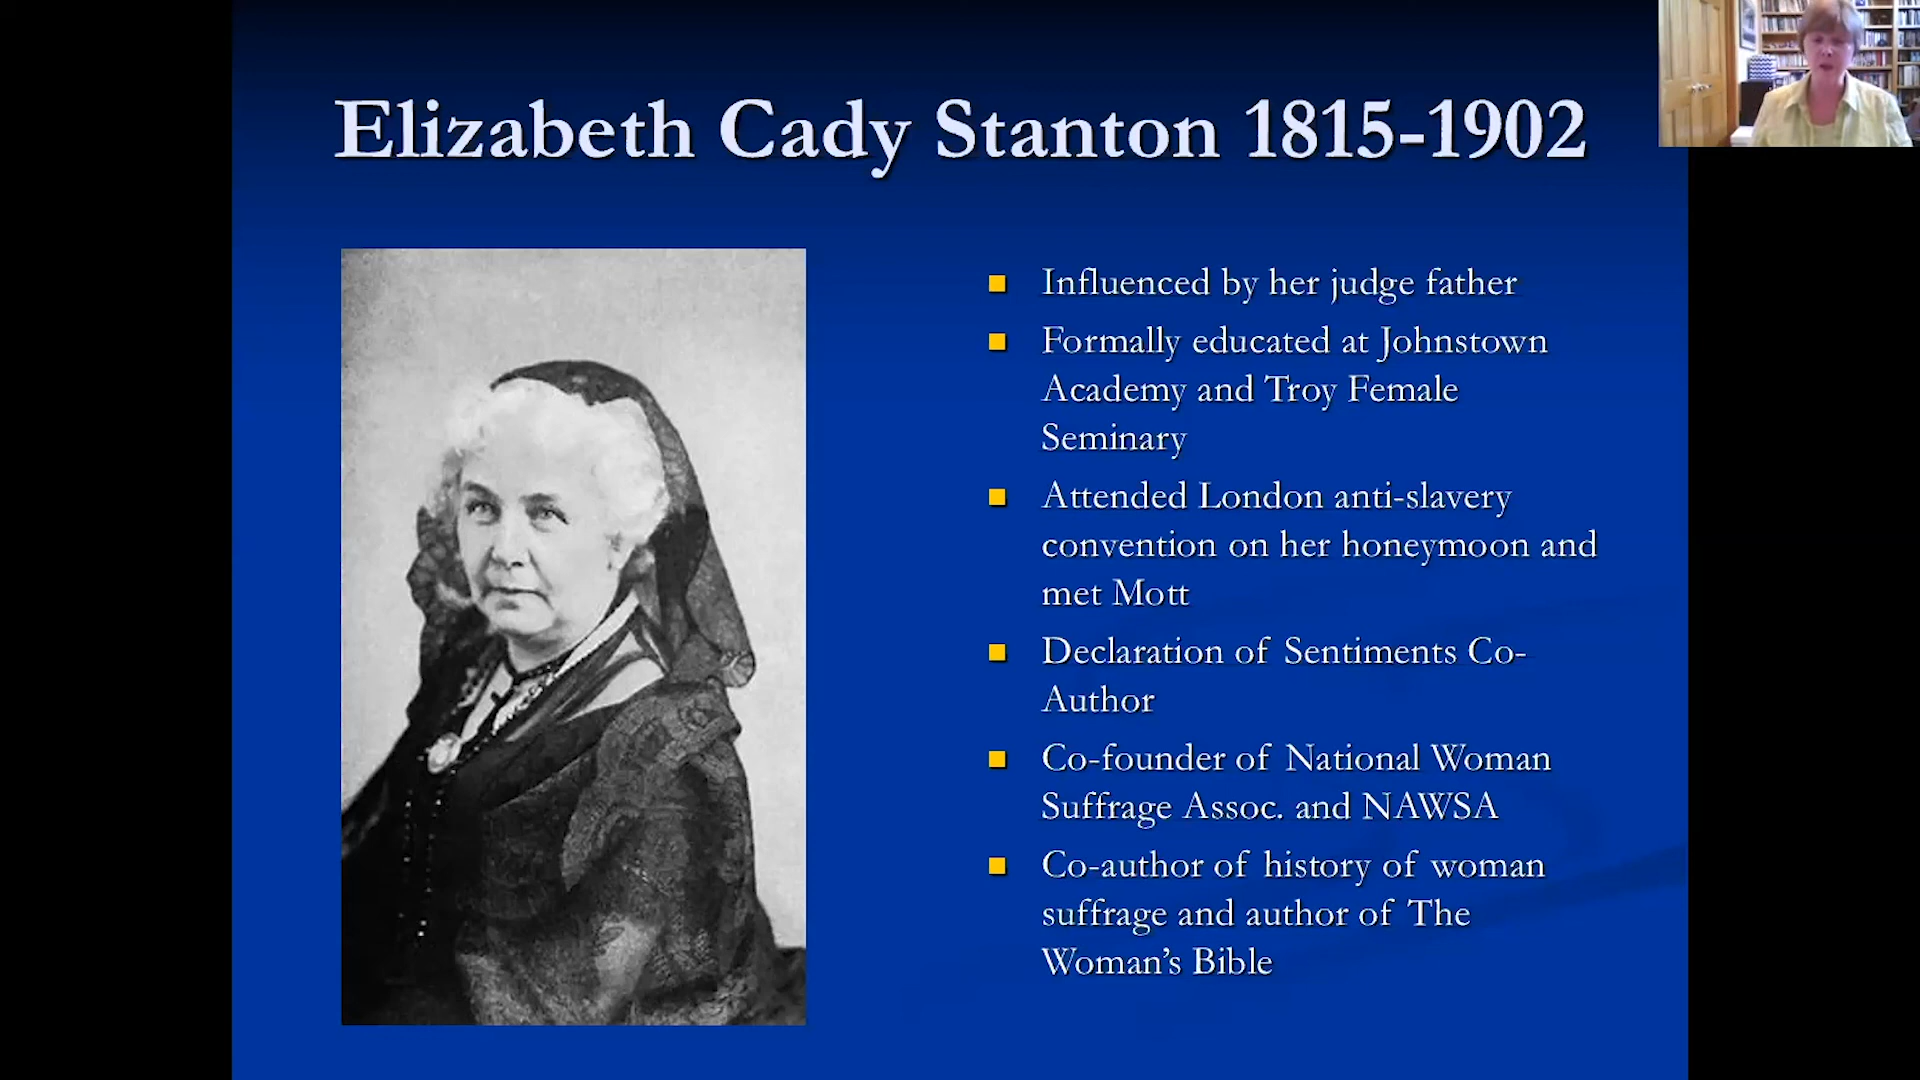 Elizabeth Cady Stanton 1815-1902
Influenced by her judge father
Formally educated at Johnstown
Academy and Troy Female
Seminary
Attended London anti-slavery
convention on her honeymoon and
met Mott
Declaration of Sentiments Co-
Author
Co-founder of National Woman
Suffrage Assoc. and NAWSA
Co-author of history of woman
suffrage and author of The
Woman’s Bible